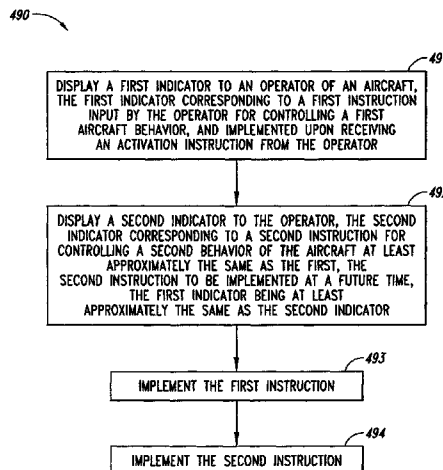 490
49
DISPLAY A FIRST INDICATOR TO AN OPERATOR OF AN AIRCRAFT,
THE FIRST INDICATOR CORRESPONDING TO A FIRST INSTRUCTION
INPUT BY THE OPERATOR FOR CONTROLLING A FIRST
AIRCRAFT BEHAVIOR, AND IMPLEMENTED UPON RECEIVING
AN ACTIVATION INSTRUCTION FROM THE OPERATOR
49
DISPLAY A SECOND INDICATOR TO THE OPERATOR, THE SECOND
INDICATOR CORRESPONDING TO A SECOND INSTRUCTION FOR
CONTROLLING A SECOND BEHAVIOR OF THE AIRCRAFT AT LEAST
APPROXIMATELY THE SAME AS THE FIRST, THE
SECOND INSTRUCTION TO BE IMPLEMENTED AT A FUTURE TIME,
THE FIRST INDICATOR BEING AT LEAST
APPROXIMATELY THE SAME AS THE SECOND INDICATOR
493
IMPLEMENT THE FIRST INSTRUCTION
494
IMPLEMENT THE SECOND INSTRUCTION